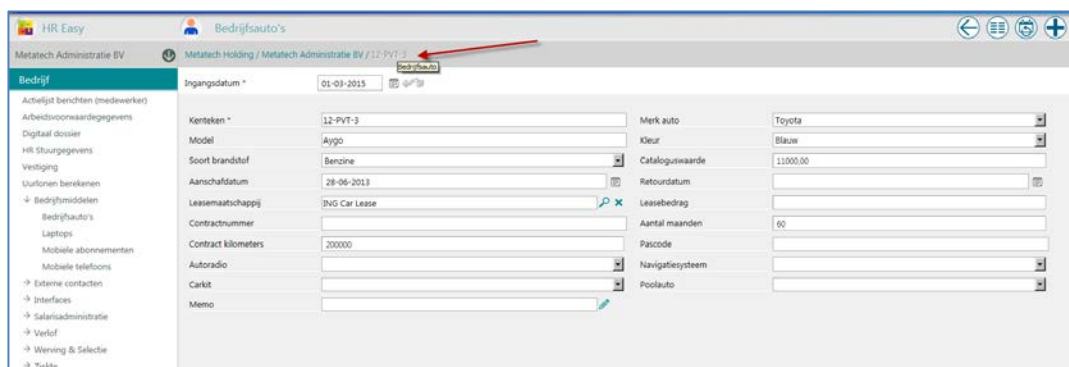 HR Easy
Bedrijfsauto's
Metatech Administratie BV
Metatech Holding / Metatech Administratie BV / 12-PVT-3
Bedrijfsauto
Bedrijf
Ingangsdatum * 01-03-2015
Actielijst berichten (medewerker)
Arbeidsvoorwaardegegevens
Digitaal dossier
HR Stuurgegevens
Vestiging
Uurlonen berekenen
Bedrijfsmiddelen
Bedrijfsauto's
Laptops
Mobiele abonnementen
Mobiele telefoons
Externe contacten
Interfaces
Salarisadministratie
Verlof
Werving & Selectie
Ziekte
Kenteken * 12-PVT-3 Merk auto Toyota
Model Aygo Kleur Blauw
Soort brandstof Benzine Cataloguswaarde 11000,00
Aanschafdatum 28-06-2013 Retourdatum
Leasemaatschappij ING Car Lease Leasebedrag
Contractnummer Aantal maanden 60
Contract kilometers 200000 Pascode
Autoradio Navigatiesysteem
Carkit Poolauto
Memo